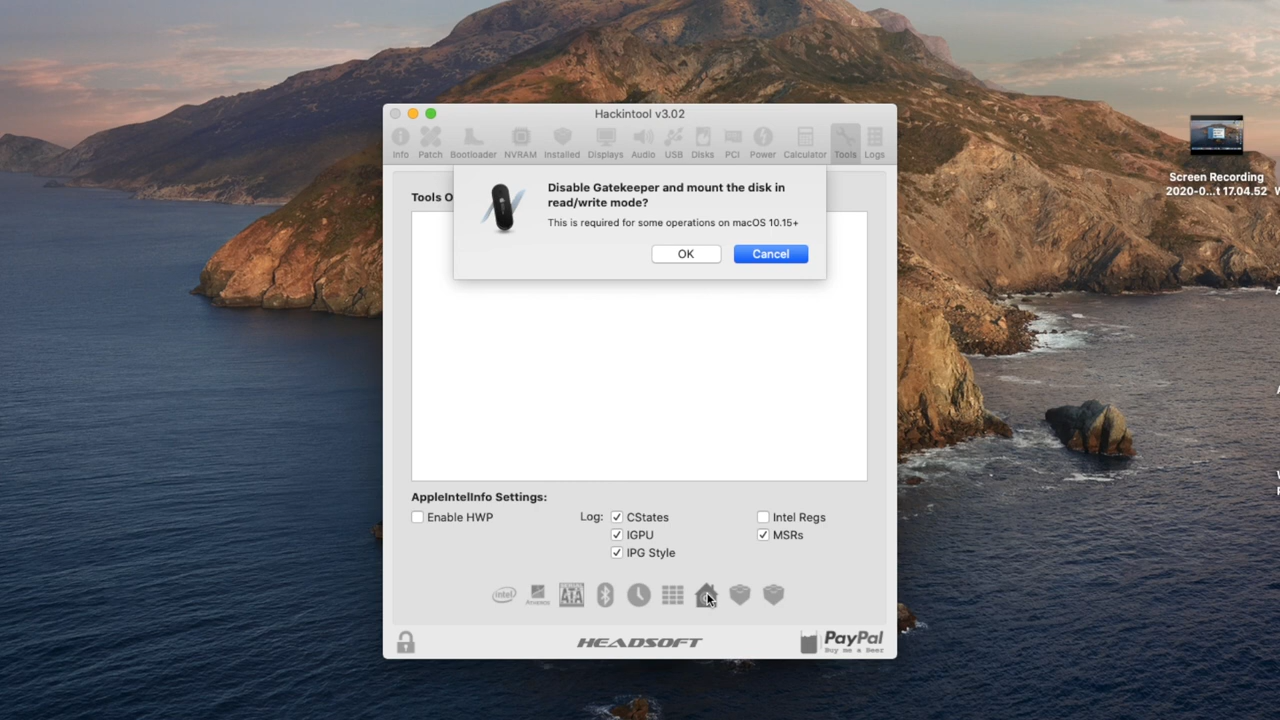 Hackintool v3.02
Info Patch Bootloader NVRAM Installed Displays Audio USB Disks PCI Power Calculator Tools Logs
Disable Gatekeeper and mount the disk in
read/write mode?
This is required for some operations on macOS 10.15+
OK Cancel
Tools O
Screen Recording
2020-0...t 17.04.52
AppleIntelInfo Settings:
Enable HWP Log: CStates Intel Regs
IGPU MSRs
IPG Style
intel ATA
HEADSOFT PayPal
Buy me a Beer